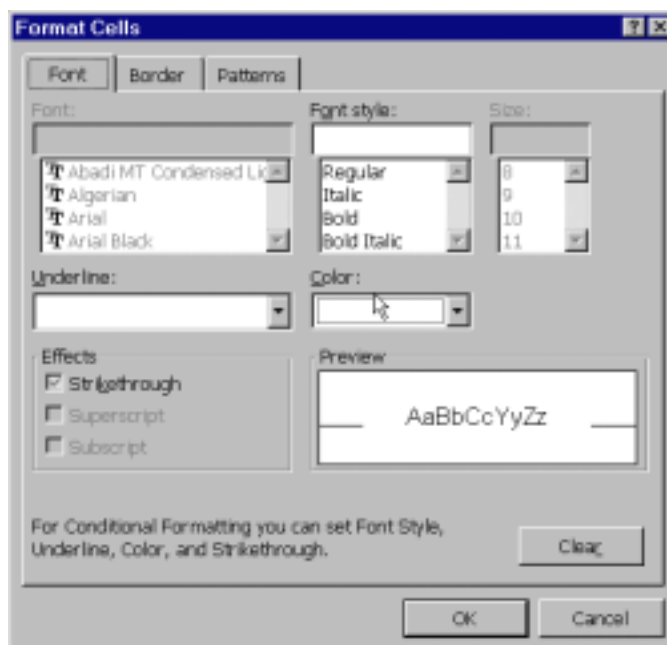 Format Cells
Font Border Patterns
Font: Font style: Size:
Abadi MT Condensed Lig Regular 8
Algerian Italic 9
Arial Bold 10
Arial Black Bold Italic 11
Underline: Color:
Effects Preview
Strikethrough
AaBbCcYyZz
Superscript
Subscript
For Conditional Formatting you can set Font Style,
Underline, Color, and Strikethrough.
Clear
OK Cancel